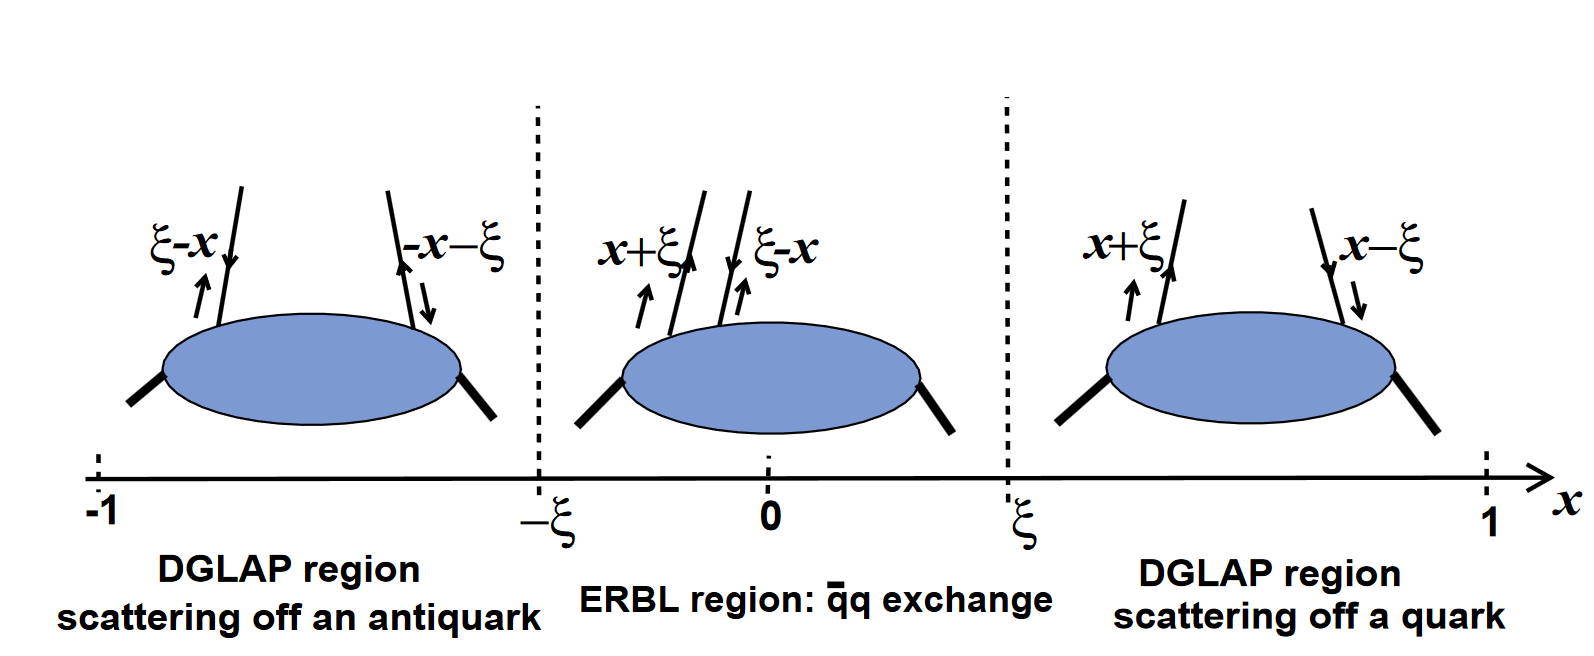 ξ-x
-x–ξ
x+ξ
ξ-x
x+ξ
x–ξ
-1
–ξ
0
ξ
1
x
DGLAP region
scattering off an antiquark
ERBL region: q̄q exchange
DGLAP region
scattering off a quark